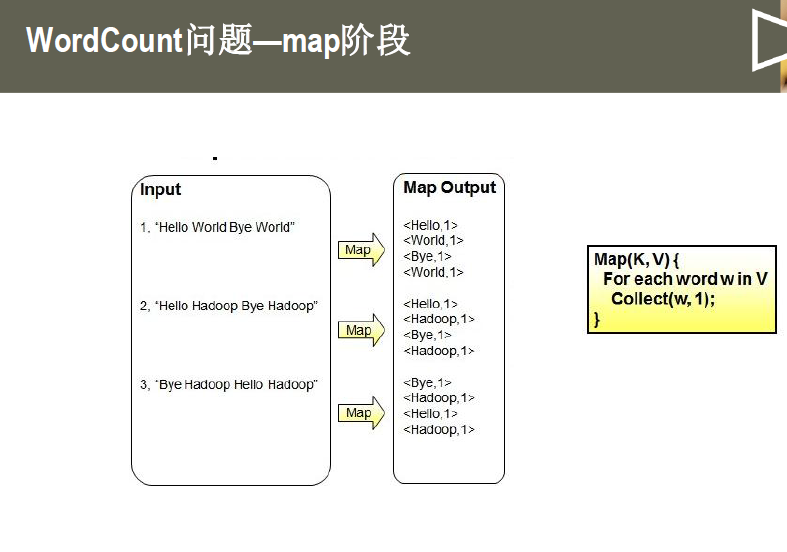 WordCount问题—map阶段
Input
1, “Hello World Bye World”
2, “Hello Hadoop Bye Hadoop”
3, “Bye Hadoop Hello Hadoop”
Map
Map
Map
Map Output
<Hello,1>
<World,1>
<Bye,1>
<World,1>
<Hello,1>
<Hadoop,1>
<Bye,1>
<Hadoop,1>
<Bye,1>
<Hadoop,1>
<Hello,1>
<Hadoop,1>
Map(K, V) {
For each word w in V
Collect(w, 1);
}